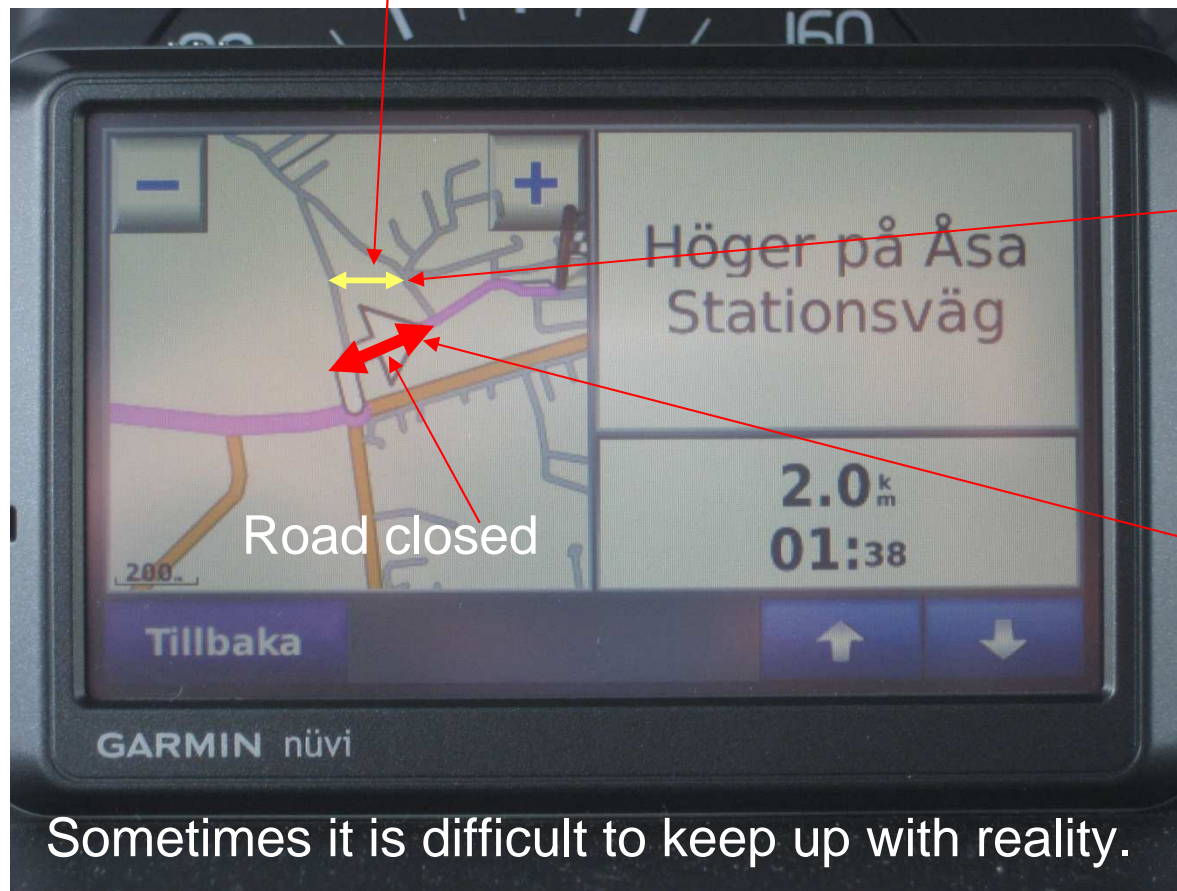 160
−
+
Höger på Åsa
Stationsväg
2.0 km
01:38
Road closed
200
Tillbaka
GARMIN nüvi
Sometimes it is difficult to keep up with reality.